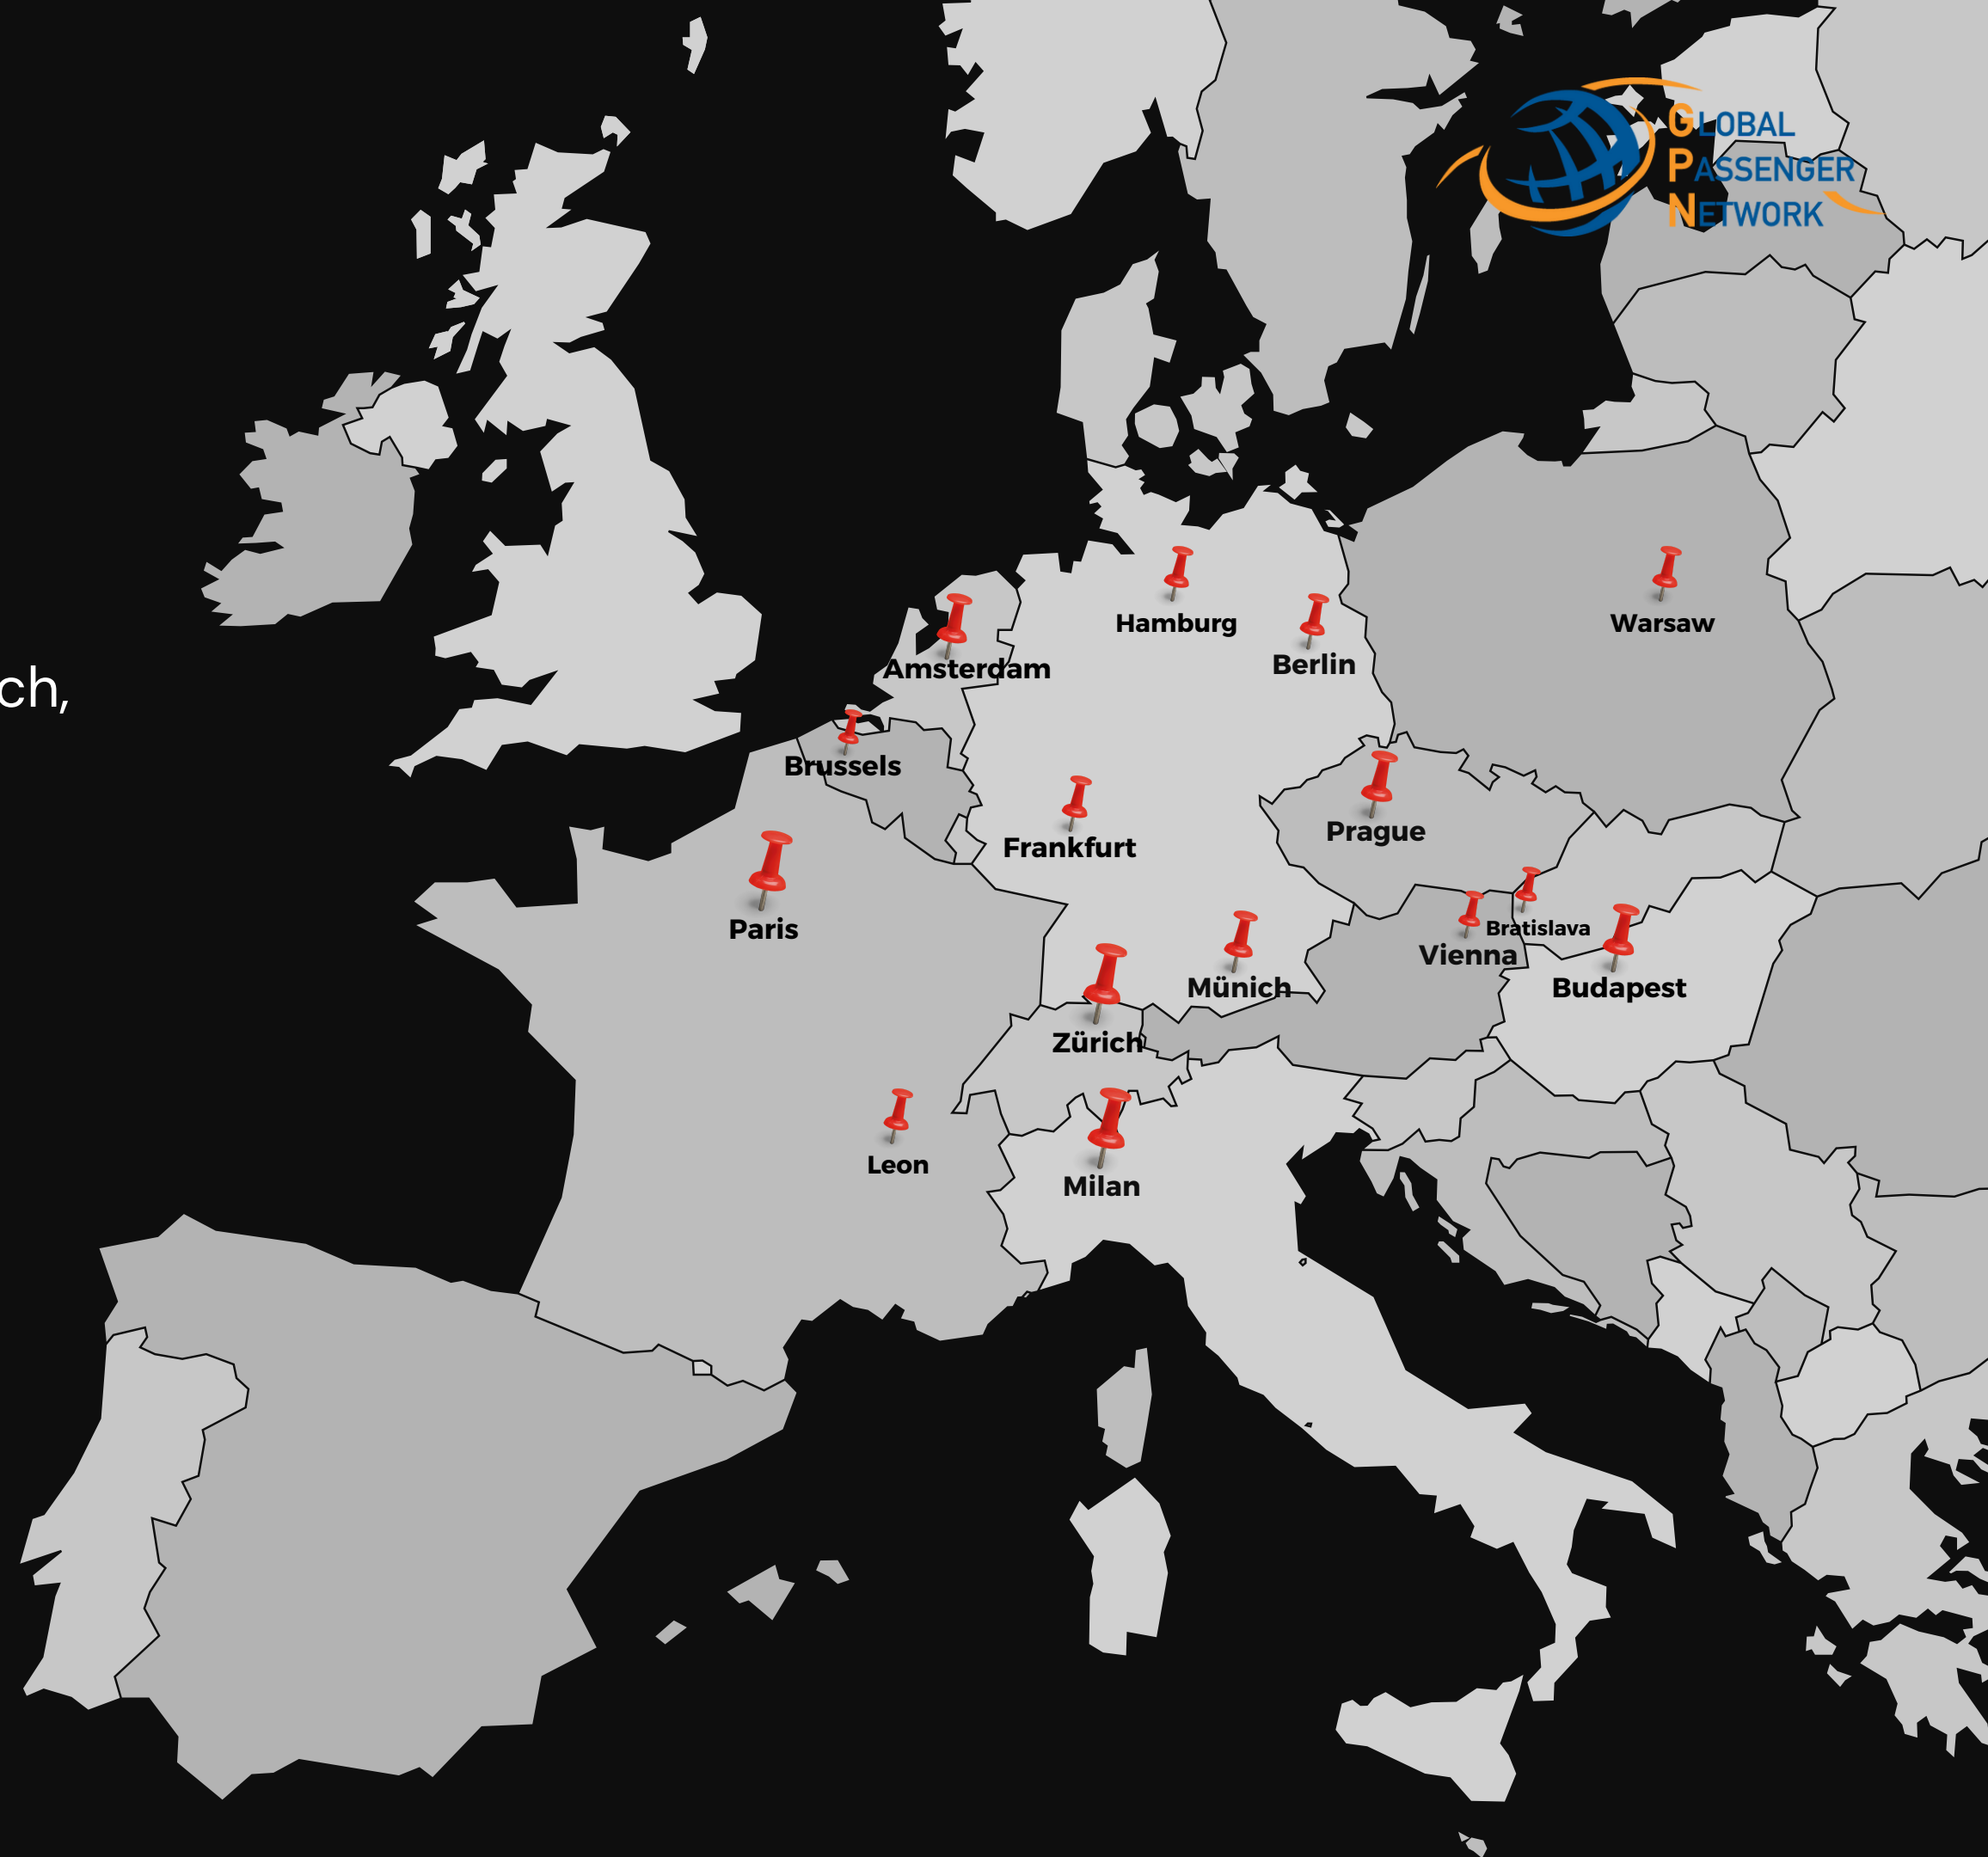 GLOBAL
PASSENGER
NETWORK
Hamburg
Warsaw
Berlin
Amsterdam
ch,
Brussels
Prague
Frankfurt
Paris
Bratislava
Vienna
Münich
Budapest
Zürich
Leon
Milan